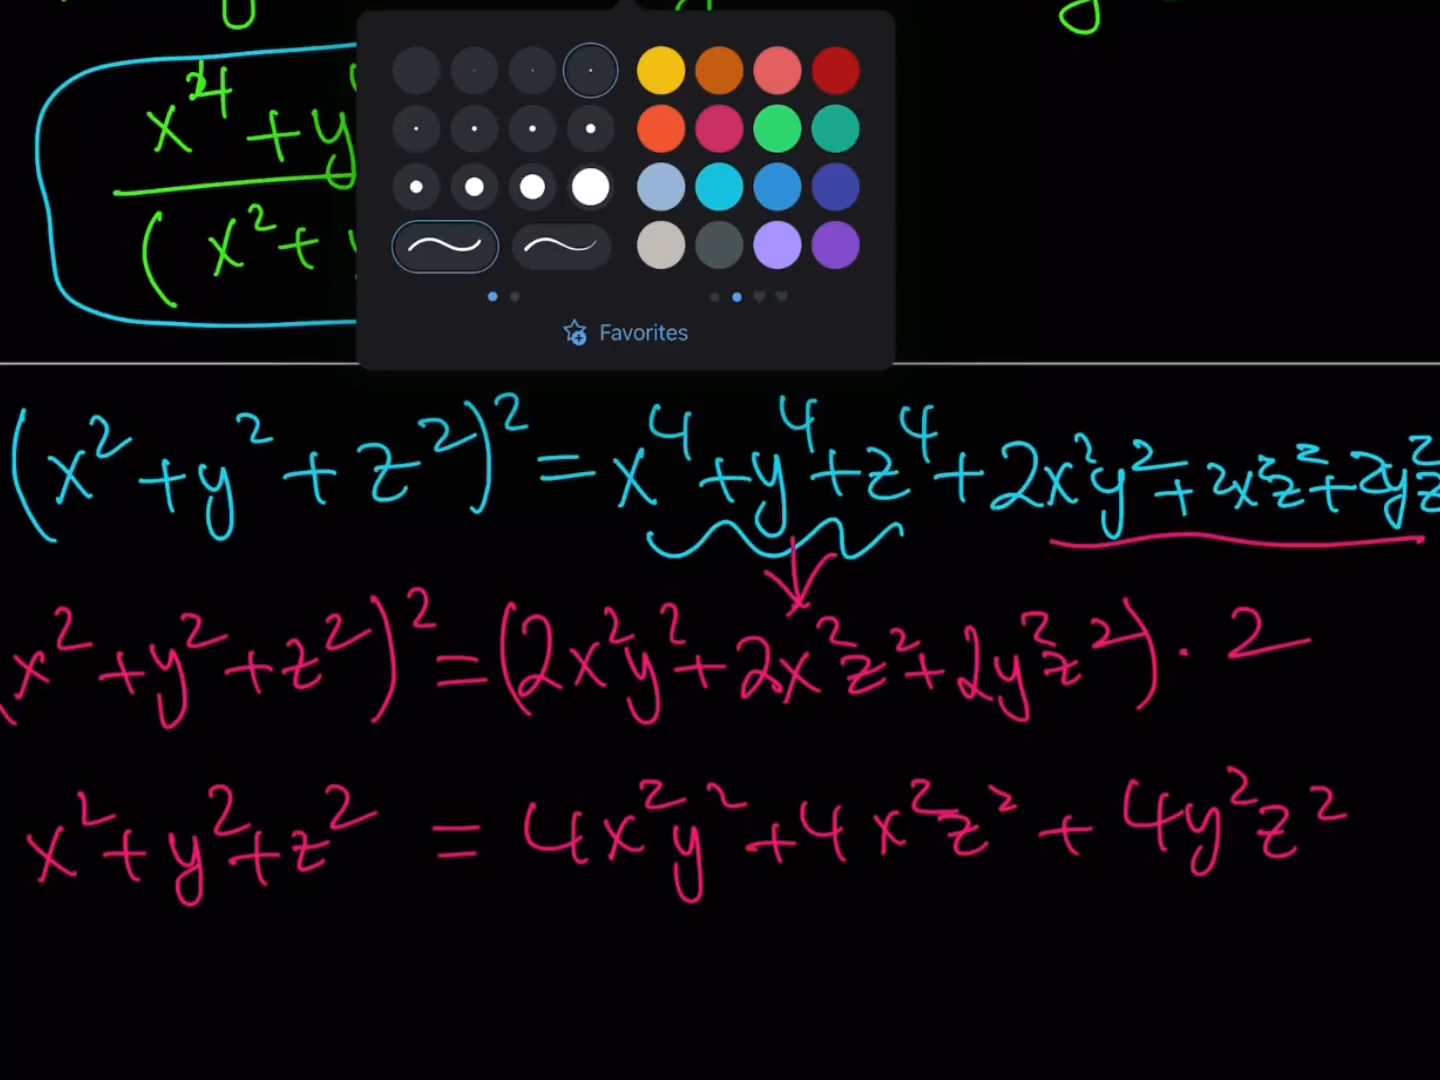 x⁴ + y
( x² +
Favorites
(x² + y² + z²)² = x⁴ + y⁴ + z⁴ + 2x²y² + 2x²z² + 2y²z
(x² + y² + z²)² = (2x²y² + 2x²z² + 2y²z²) · 2
x² + y² + z² = 4x²y² + 4x²z² + 4y²z²